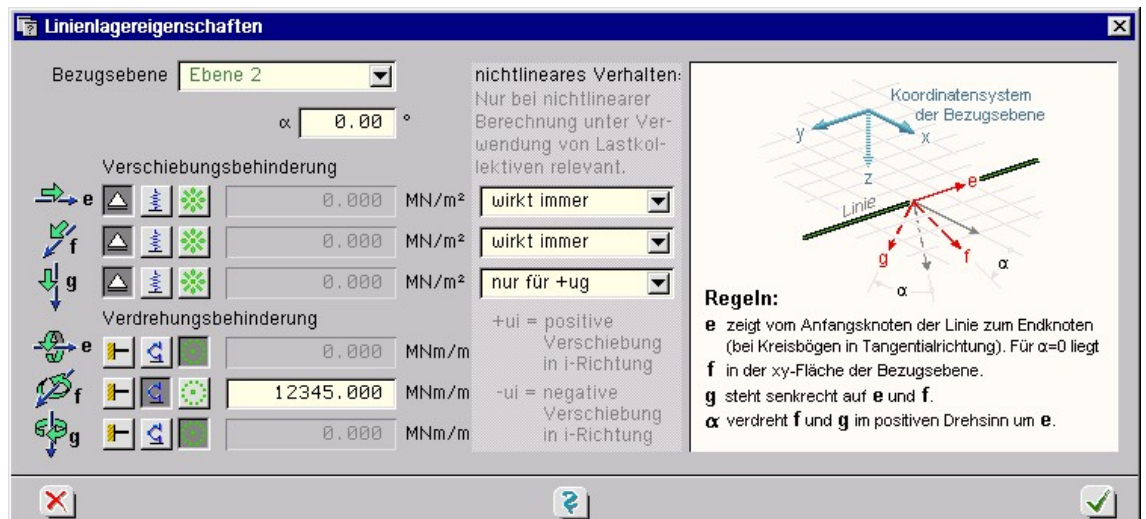 Linienlagereigenschaften
Bezugsebene Ebene 2
α 0.00 °
Verschiebungsbehinderung
e 0.000 MN/m²
f 0.000 MN/m²
g 0.000 MN/m²
Verdrehungsbehinderung
e 0.000 MNm/m
f 12345.000 MNm/m
g 0.000 MNm/m
nichtlineares Verhalten:
Nur bei nichtlinearer
Berechnung unter Ver-
wendung von Lastkol-
lektiven relevant.
wirkt immer
wirkt immer
nur für +ug
+ui = positive
Verschiebung
in i-Richtung
-ui = negative
Verschiebung
in i-Richtung
Koordinatensystem
der Bezugsebene
y
x
z
e
Linie
g
f
α
α
Regeln:
e zeigt vom Anfangsknoten der Linie zum Endknoten
(bei Kreisbögen in Tangentialrichtung). Für α=0 liegt
f in der xy-Fläche der Bezugsebene.
g steht senkrecht auf e und f.
α verdreht f und g im positiven Drehsinn um e.